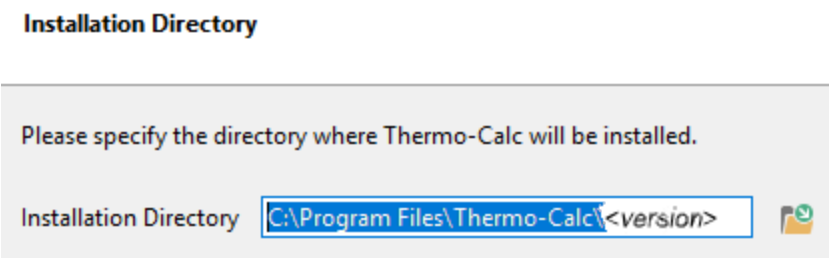 Installation Directory
Please specify the directory where Thermo-Calc will be installed.
Installation Directory C:\Program Files\Thermo-Calc\<version>